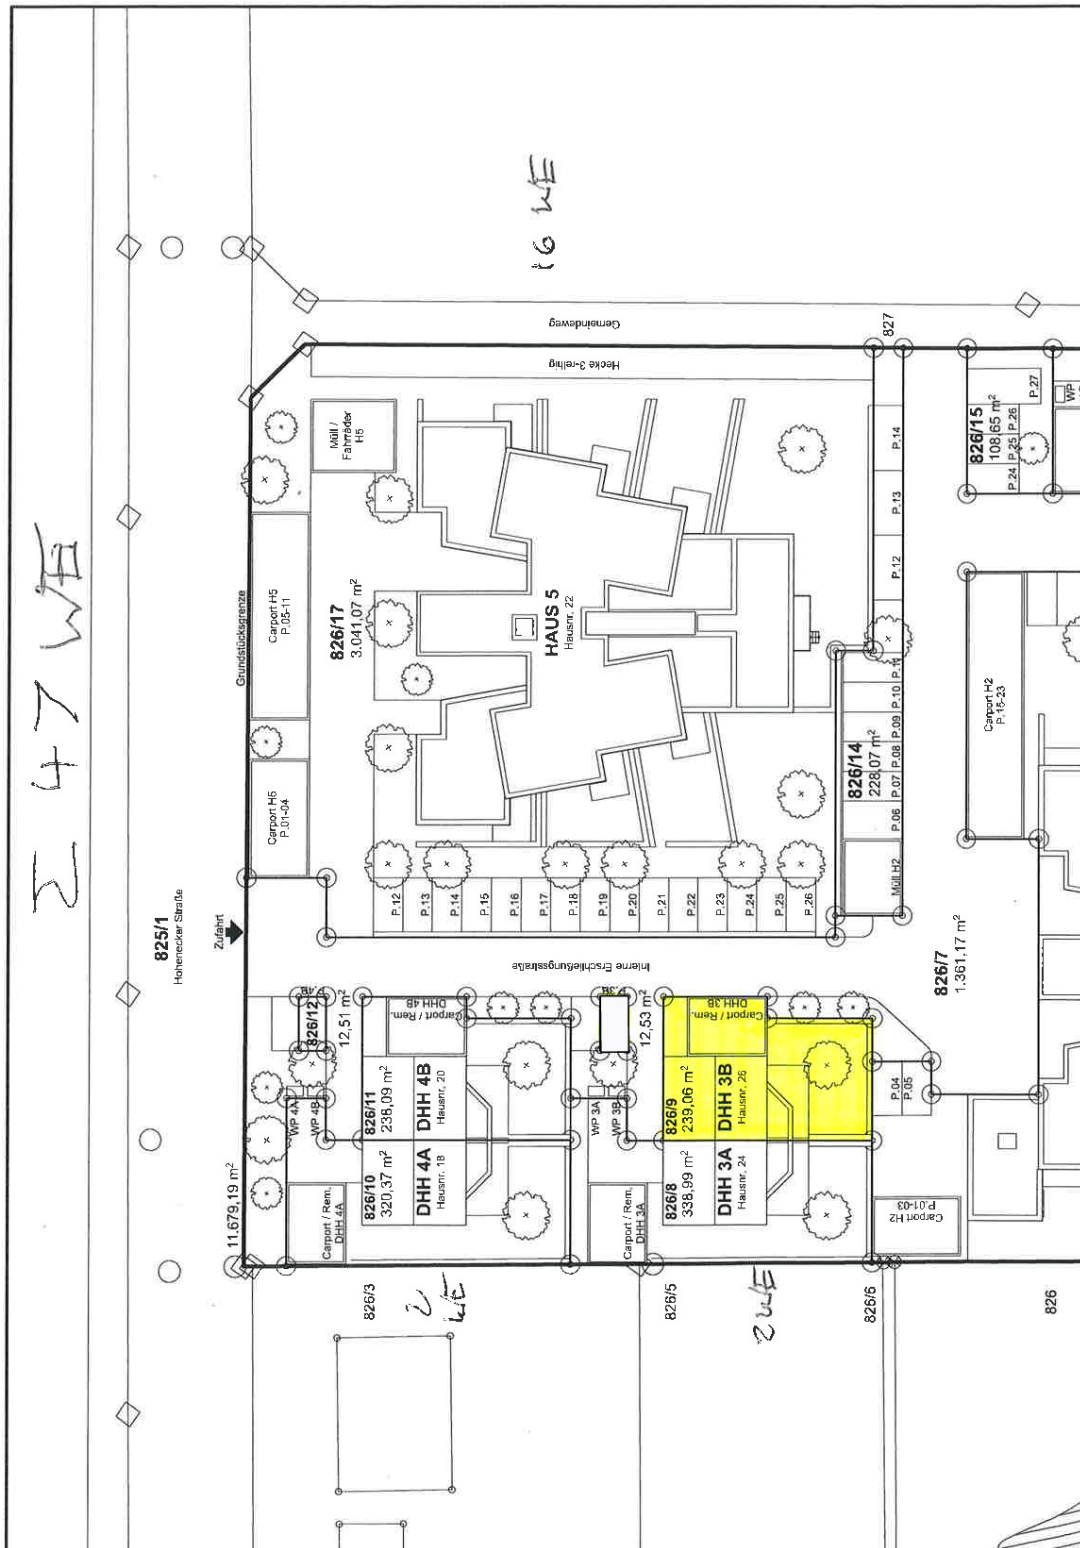 Σ 47 WE
16 WE
825/1
Hohenecker Straße
Zufahrt
Grundstücksgrenze
11.679,19 m²
Gemeindeweg
Hecke 3-reihig
827
Müll /
Fahrräder
H5
Carport H5
P.05-11
Carport H5
P.01-04
826/17
3.041,07 m²
HAUS 5
Hausnr. 22
P.12
P.13
P.14
P.15
P.16
P.17
P.18
P.19
P.20
P.21
P.22
P.23
P.24
P.25
P.26
Interne Erschließungsstraße
P.14
P.13
P.12
P.11
P.10
P.09
P.08
P.07
P.06
826/14
228,07 m²
Müll H2
826/15
108,65 m²
P.24
P.25
P.26
P.27
WP
Carport H2
P.15-23
826/7
1.361,17 m²
P.4B
826/12
12,51 m²
WP 4A
WP 4B
Carport / Rem.
DHH 4B
826/11
238,09 m²
DHH 4B
Hausnr. 20
826/10
320,37 m²
DHH 4A
Hausnr. 18
Carport / Rem.
DHH 4A
P.3B
12,53 m²
WP 3A
WP 3B
Carport / Rem.
DHH 3B
826/9
239,06 m²
DHH 3B
Hausnr. 26
826/8
338,99 m²
DHH 3A
Hausnr. 24
Carport / Rem.
DHH 3A
P.04
P.05
Carport H2
P.01-03
826/3
2
WE
826/5
2 WE
826/6
826